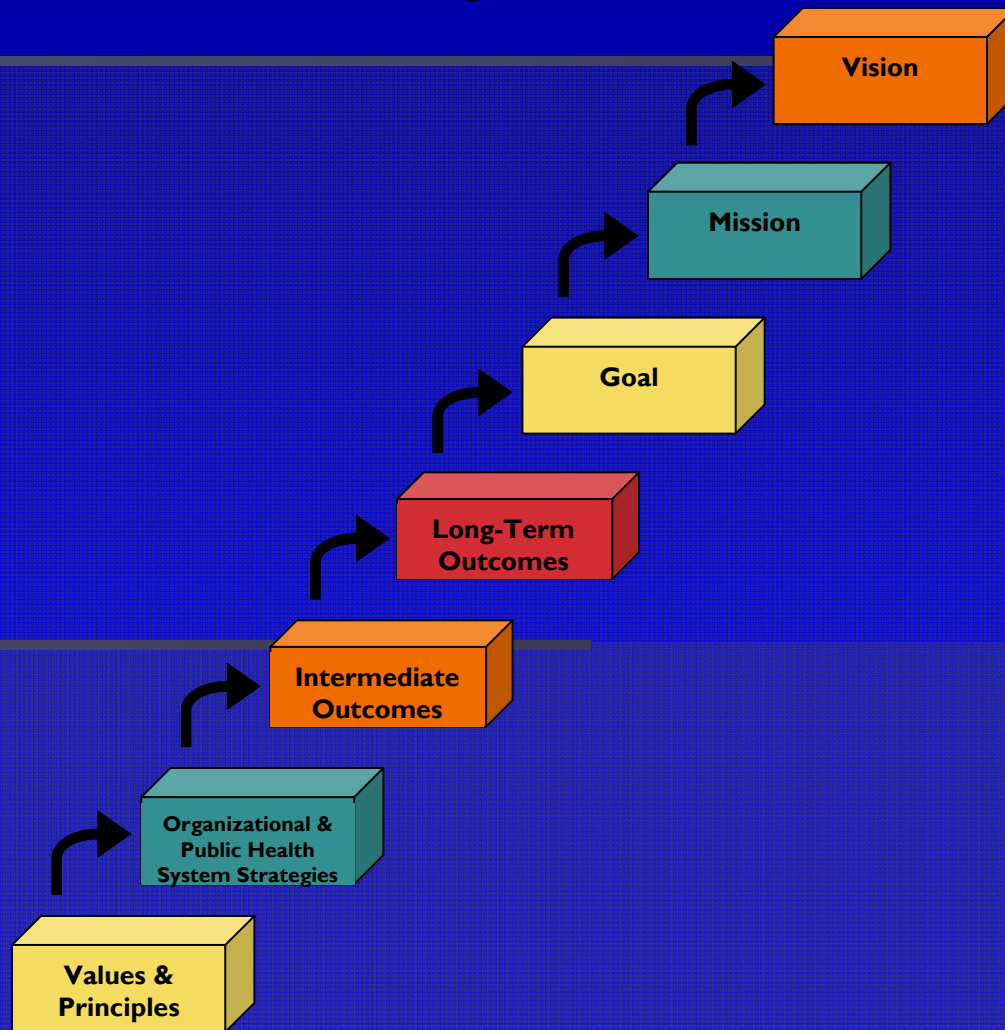 Vision
Mission
Goal
Long-Term
Outcomes
Intermediate
Outcomes
Organizational &
Public Health
System Strategies
Values &
Principles